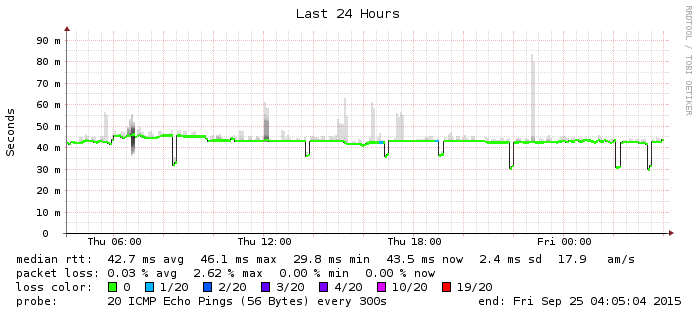 Last 24 Hours
RRDTOOL / TOBI OETIKER
Seconds
90 m
80 m
70 m
60 m
50 m
40 m
30 m
20 m
10 m
0
Thu 06:00 Thu 12:00 Thu 18:00 Fri 00:00
median rtt: 42.7 ms avg 46.1 ms max 29.8 ms min 43.5 ms now 2.4 ms sd 17.9 am/s
packet loss: 0.03 % avg 2.62 % max 0.00 % min 0.00 % now
loss color: 0 1/20 2/20 3/20 4/20 10/20 19/20
probe: 20 ICMP Echo Pings (56 Bytes) every 300s end: Fri Sep 25 04:05:04 2015